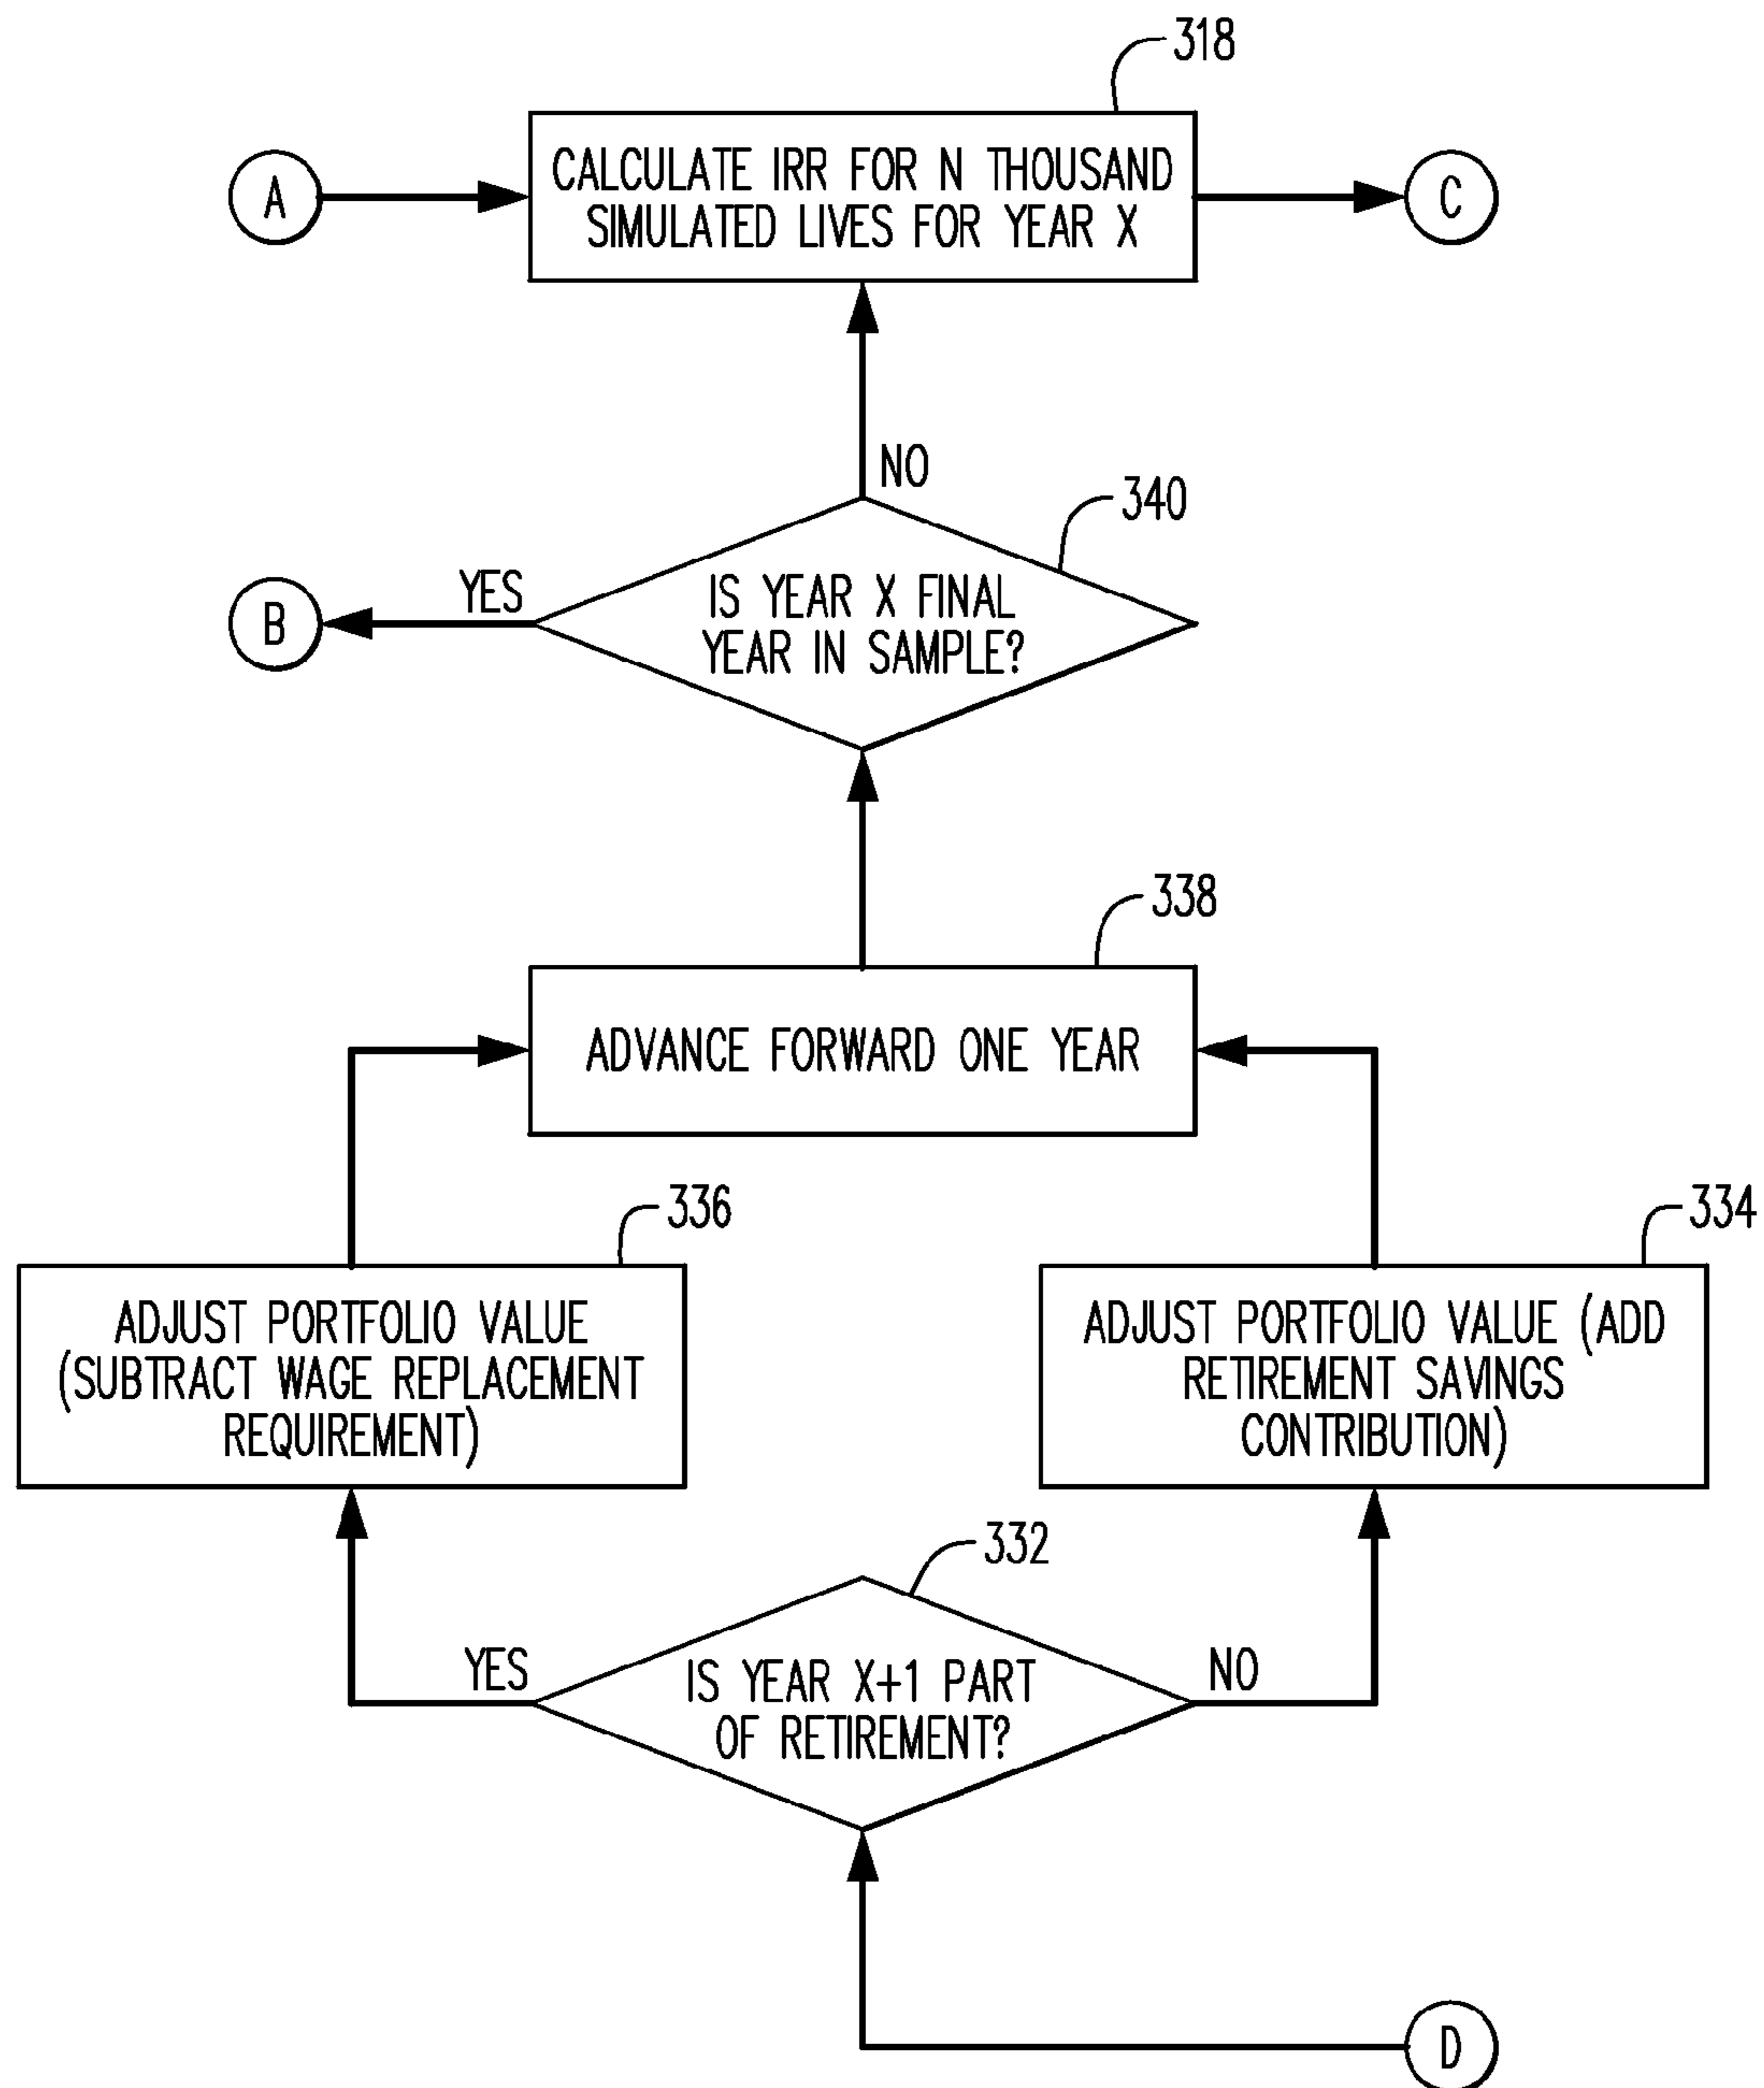 318
A
CALCULATE IRR FOR N THOUSAND
SIMULATED LIVES FOR YEAR X
C
NO
340
YES
B
IS YEAR X FINAL
YEAR IN SAMPLE?
338
ADVANCE FORWARD ONE YEAR
336
334
ADJUST PORTFOLIO VALUE
(SUBTRACT WAGE REPLACEMENT
REQUIREMENT)
ADJUST PORTFOLIO VALUE (ADD
RETIREMENT SAVINGS
CONTRIBUTION)
332
YES
IS YEAR X+1 PART
OF RETIREMENT?
NO
D